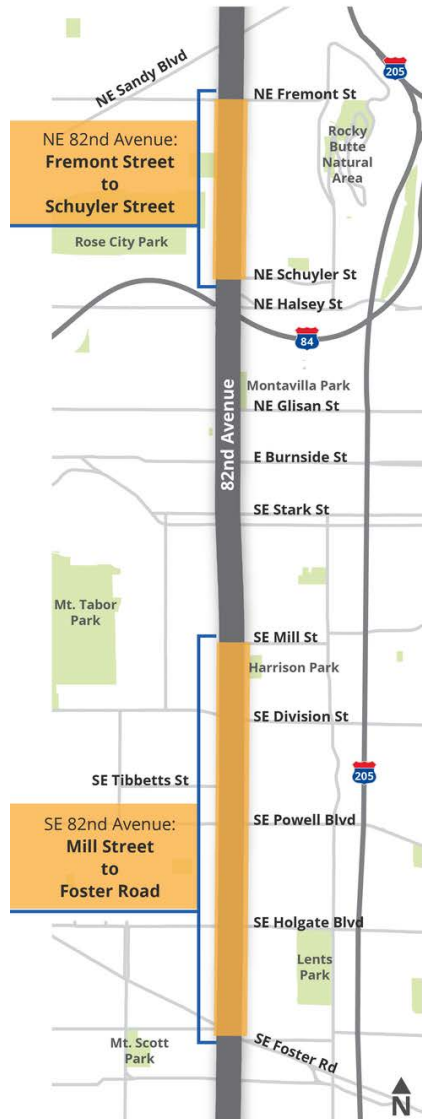 NE Sandy Blvd
205
NE Fremont St
NE 82nd Avenue:
Fremont Street
to
Schuyler Street
Rocky
Butte
Natural
Area
Rose City Park
NE Schuyler St
NE Halsey St
84
Montavilla Park
NE Glisan St
82nd Avenue
E Burnside St
SE Stark St
Mt. Tabor
Park
SE Mill St
Harrison Park
SE Division St
205
SE Tibbetts St
SE 82nd Avenue:
Mill Street
to
Foster Road
SE Powell Blvd
SE Holgate Blvd
Lents
Park
Mt. Scott
Park
SE Foster Rd
N